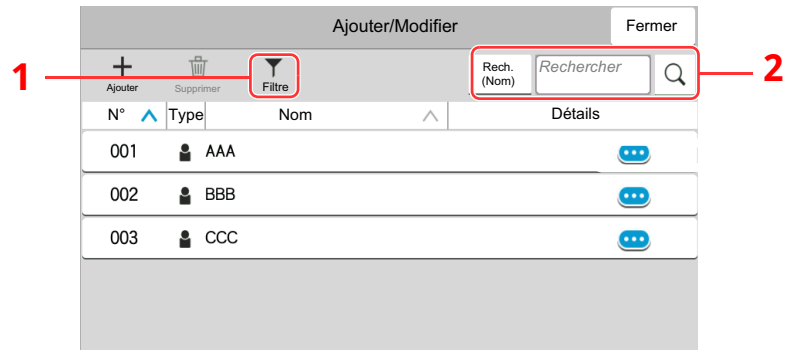 Ajouter/Modifier Fermer
1 Ajouter Supprimer Filtre Rech. (Nom) Rechercher 2
N° Type Nom Détails
001 AAA
002 BBB
003 CCC